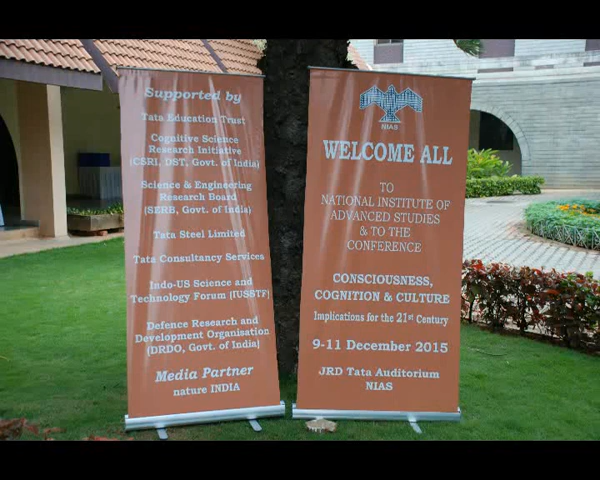 Supported by
Tata Education Trust
Cognitive Science
Research Initiative
(CSRI, DST, Govt. of India)
Science & Engineering
Research Board
(SERB, Govt. of India)
Tata Steel Limited
Tata Consultancy Services
Indo-US Science and
Technology Forum (IUSSTF)
Defence Research and
Development Organisation
(DRDO, Govt. of India)
Media Partner
nature INDIA
NIAS
WELCOME ALL
TO
NATIONAL INSTITUTE OF
ADVANCED STUDIES
& TO THE
CONFERENCE
CONSCIOUSNESS,
COGNITION & CULTURE
Implications for the 21st Century
9-11 December 2015
JRD Tata Auditorium
NIAS